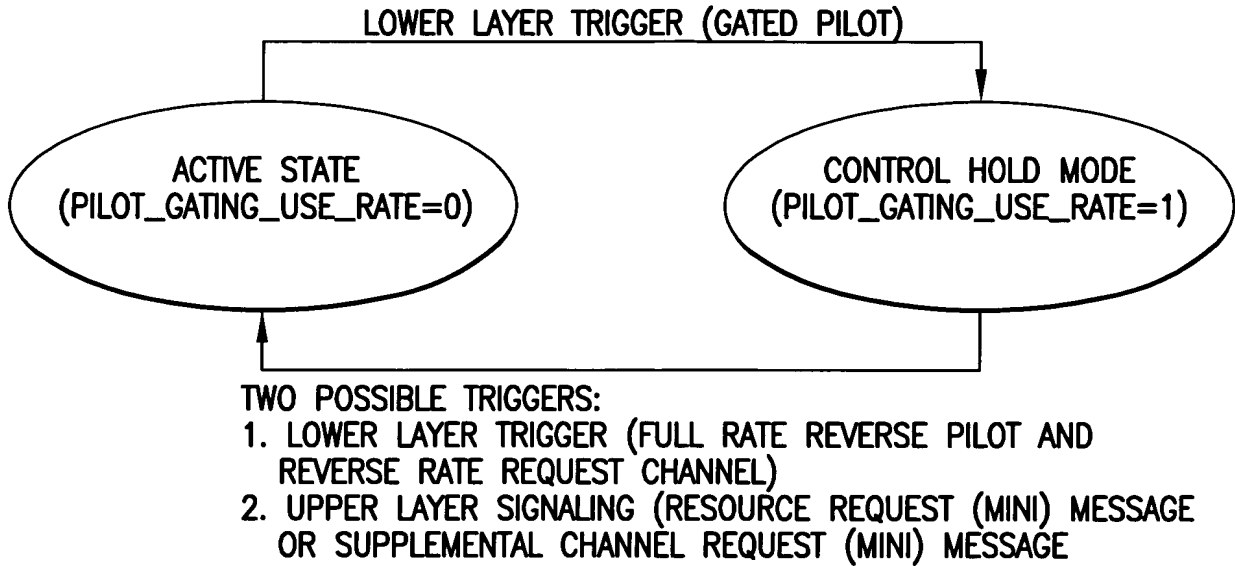 LOWER LAYER TRIGGER (GATED PILOT)
ACTIVE STATE
(PILOT_GATING_USE_RATE=0)
CONTROL HOLD MODE
(PILOT_GATING_USE_RATE=1)
TWO POSSIBLE TRIGGERS:
1. LOWER LAYER TRIGGER (FULL RATE REVERSE PILOT AND
REVERSE RATE REQUEST CHANNEL)
2. UPPER LAYER SIGNALING (RESOURCE REQUEST (MINI) MESSAGE
OR SUPPLEMENTAL CHANNEL REQUEST (MINI) MESSAGE